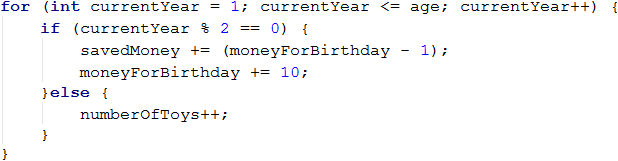 for (int currentYear = 1; currentYear <= age; currentYear++) {
    if (currentYear % 2 == 0) {
        savedMoney += (moneyForBirthday - 1);
        moneyForBirthday += 10;
    }else {
        numberOfToys++;
    }
}